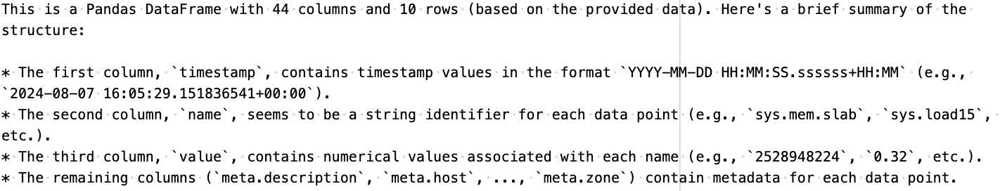 This is a Pandas DataFrame with 44 columns and 10 rows (based on the provided data). Here's a brief summary of the
structure:
* The first column, `timestamp`, contains timestamp values in the format `YYYY-MM-DD HH:MM:SS.ssssss+HH:MM` (e.g.,
`2024-08-07 16:05:29.151836541+00:00`).
* The second column, `name`, seems to be a string identifier for each data point (e.g., `sys.mem.slab`, `sys.load15`,
etc.).
* The third column, `value`, contains numerical values associated with each name (e.g., `2528948224`, `0.32`, etc.).
* The remaining columns (`meta.description`, `meta.host`, ..., `meta.zone`) contain metadata for each data point.